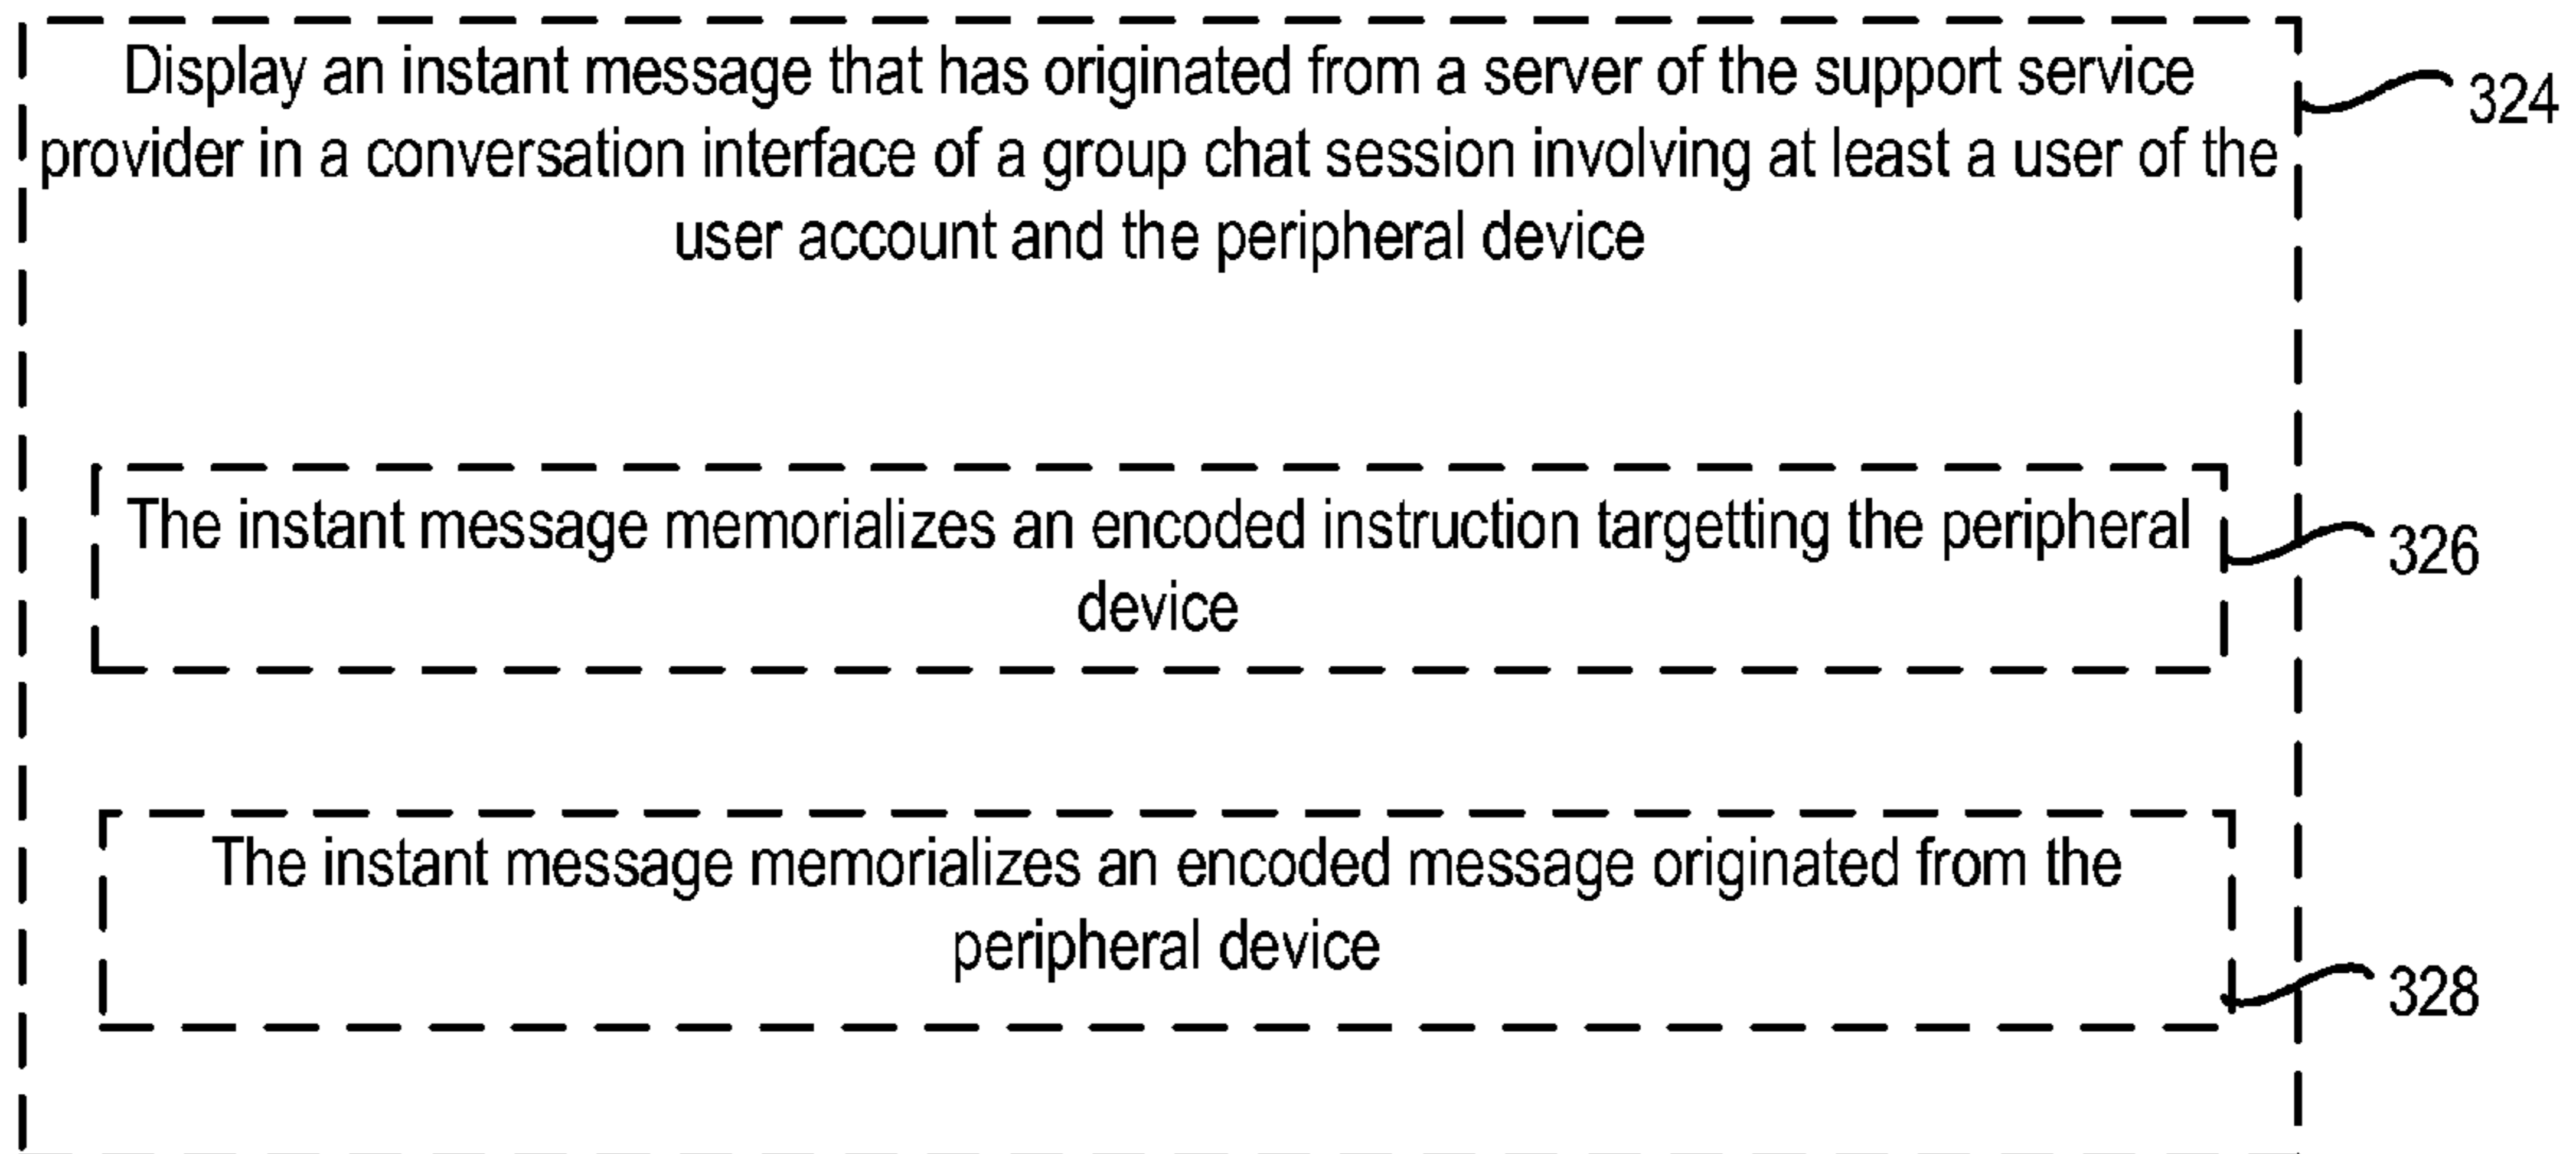 Display an instant message that has originated from a server of the support service
provider in a conversation interface of a group chat session involving at least a user of the
user account and the peripheral device
324
The instant message memorializes an encoded instruction targetting the peripheral
device
326
The instant message memorializes an encoded message originated from the
peripheral device
328